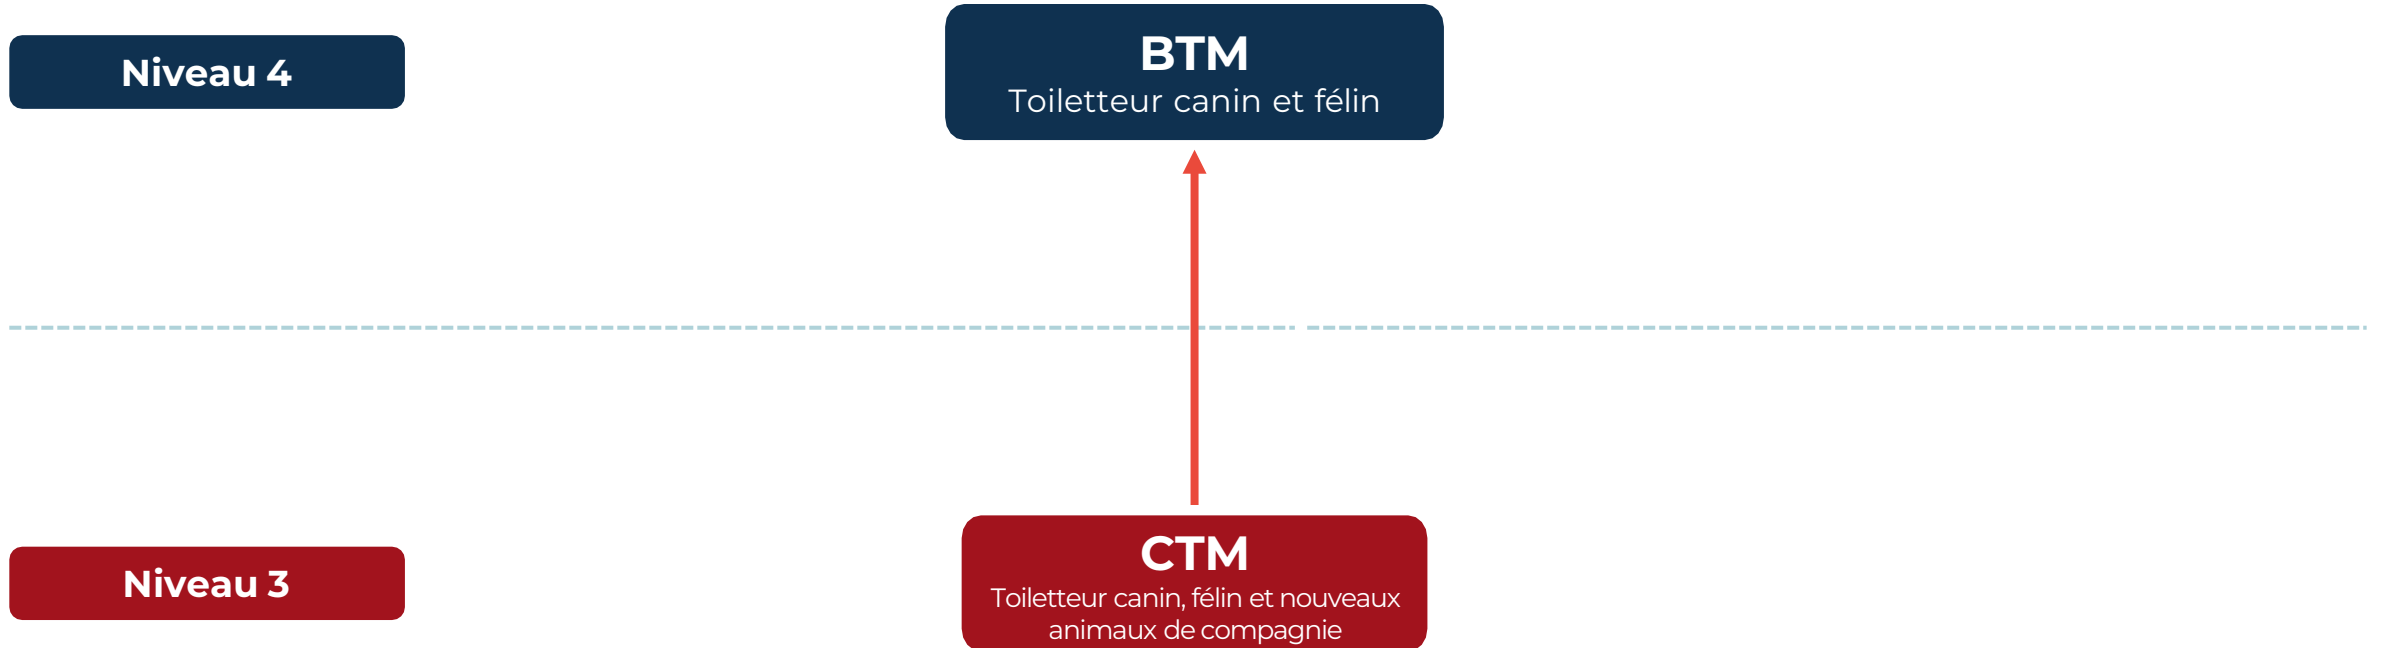 Niveau 4
BTM
Toiletteur canin et félin
Niveau 3
CTM
Toiletteur canin, félin et nouveaux
animaux de compagnie